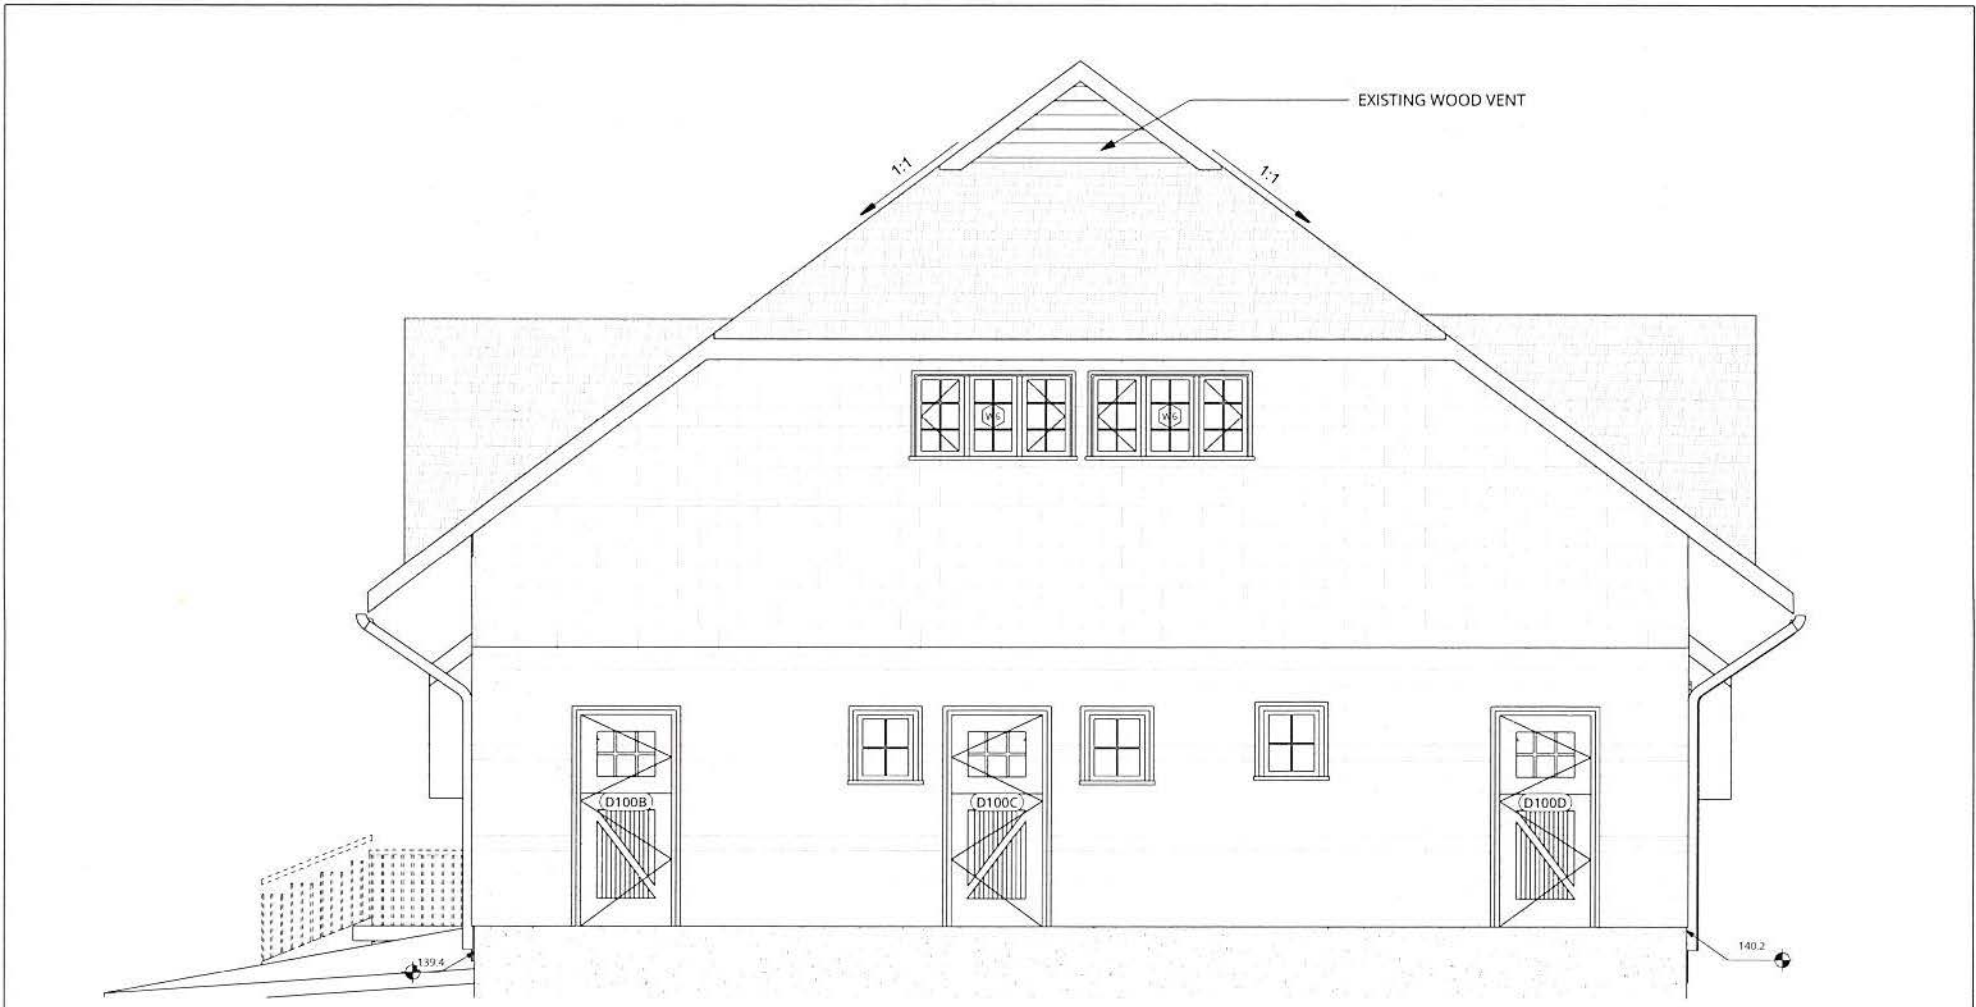 EXISTING WOOD VENT
1:1
1:1
W6
W6
D100B
D100C
D100D
139.4
140.2